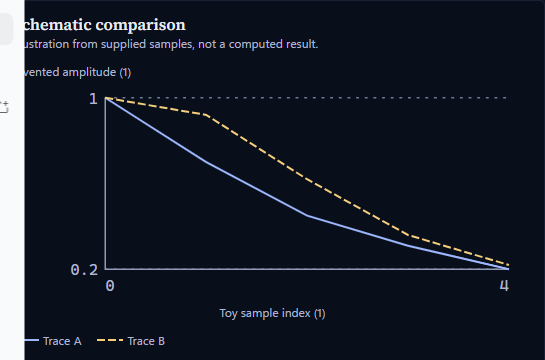 chematic comparison
ustration from supplied samples, not a computed result.
vented amplitude (1)
1
0.2
0
4
Toy sample index (1)
Trace A
Trace B